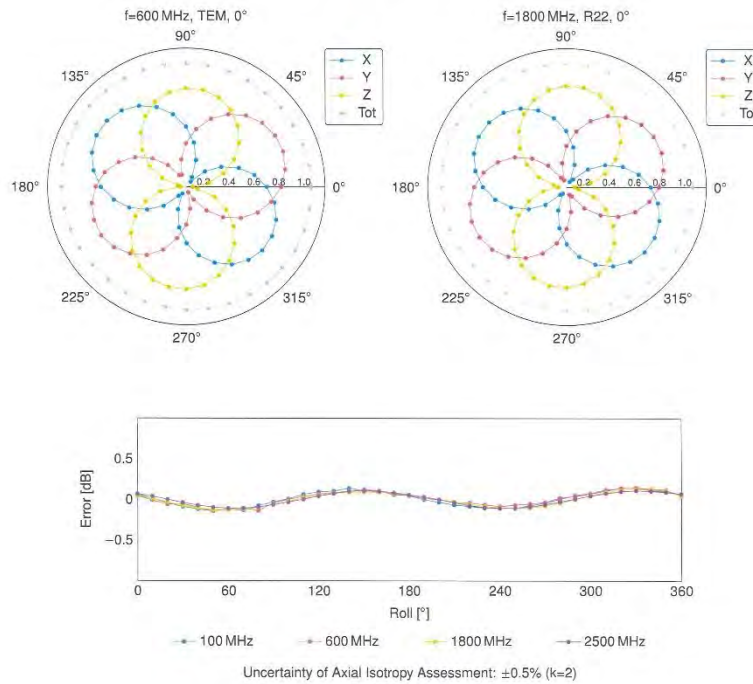 f=600 MHz, TEM, 0°
f=1800 MHz, R22, 0°
90°
135°
45°
180°
0°
225°
315°
270°
0.2 0.4 0.6 0.8 1.0
X
Y
Z
Tot
90°
135°
45°
180°
0°
225°
315°
270°
0.2 0.4 0.6 0.8 1.0
X
Y
Z
To
Error [dB]
0.5
0
−0.5
0 60 120 180 240 300 360
Roll [°]
100 MHz 600 MHz 1800 MHz 2500 MHz
Uncertainty of Axial Isotropy Assessment: ±0.5% (k=2)